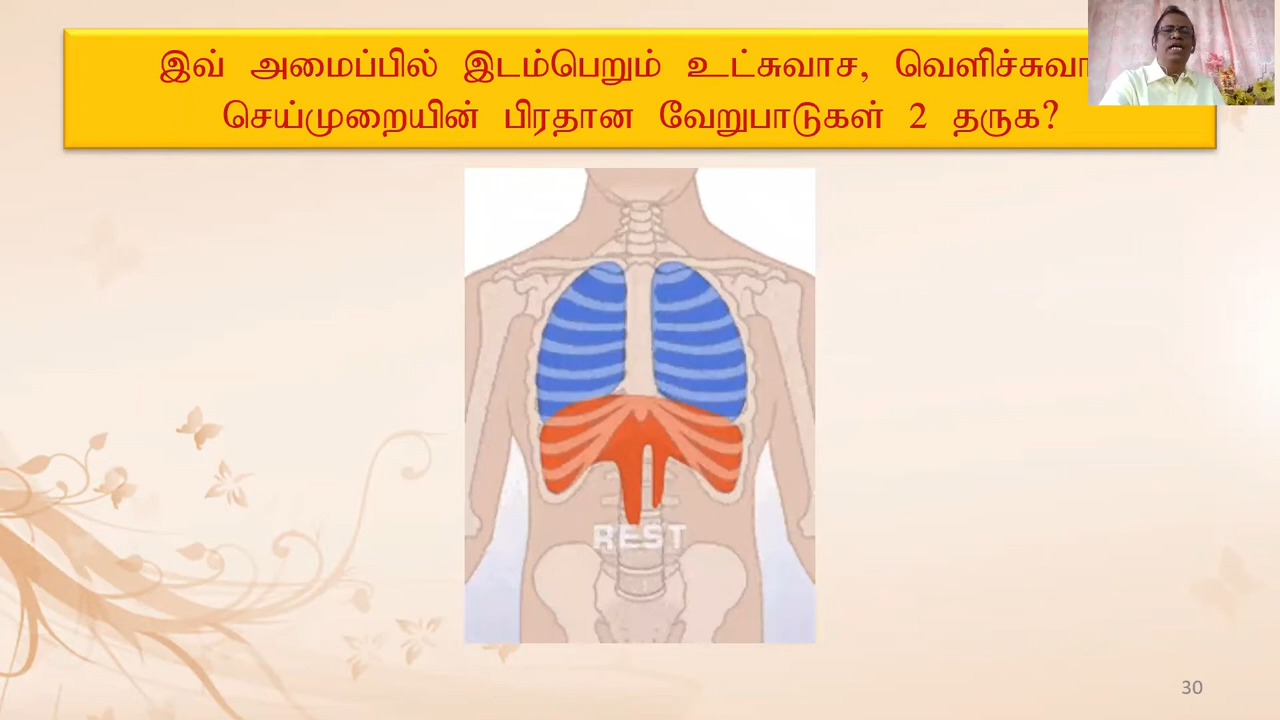 இவ் அமைப்பில் இடம்பெறும் உட்சுவாச,
செய்முறையின் பிரதான வேறுபாடுகள் 2 தருக?
REST
30